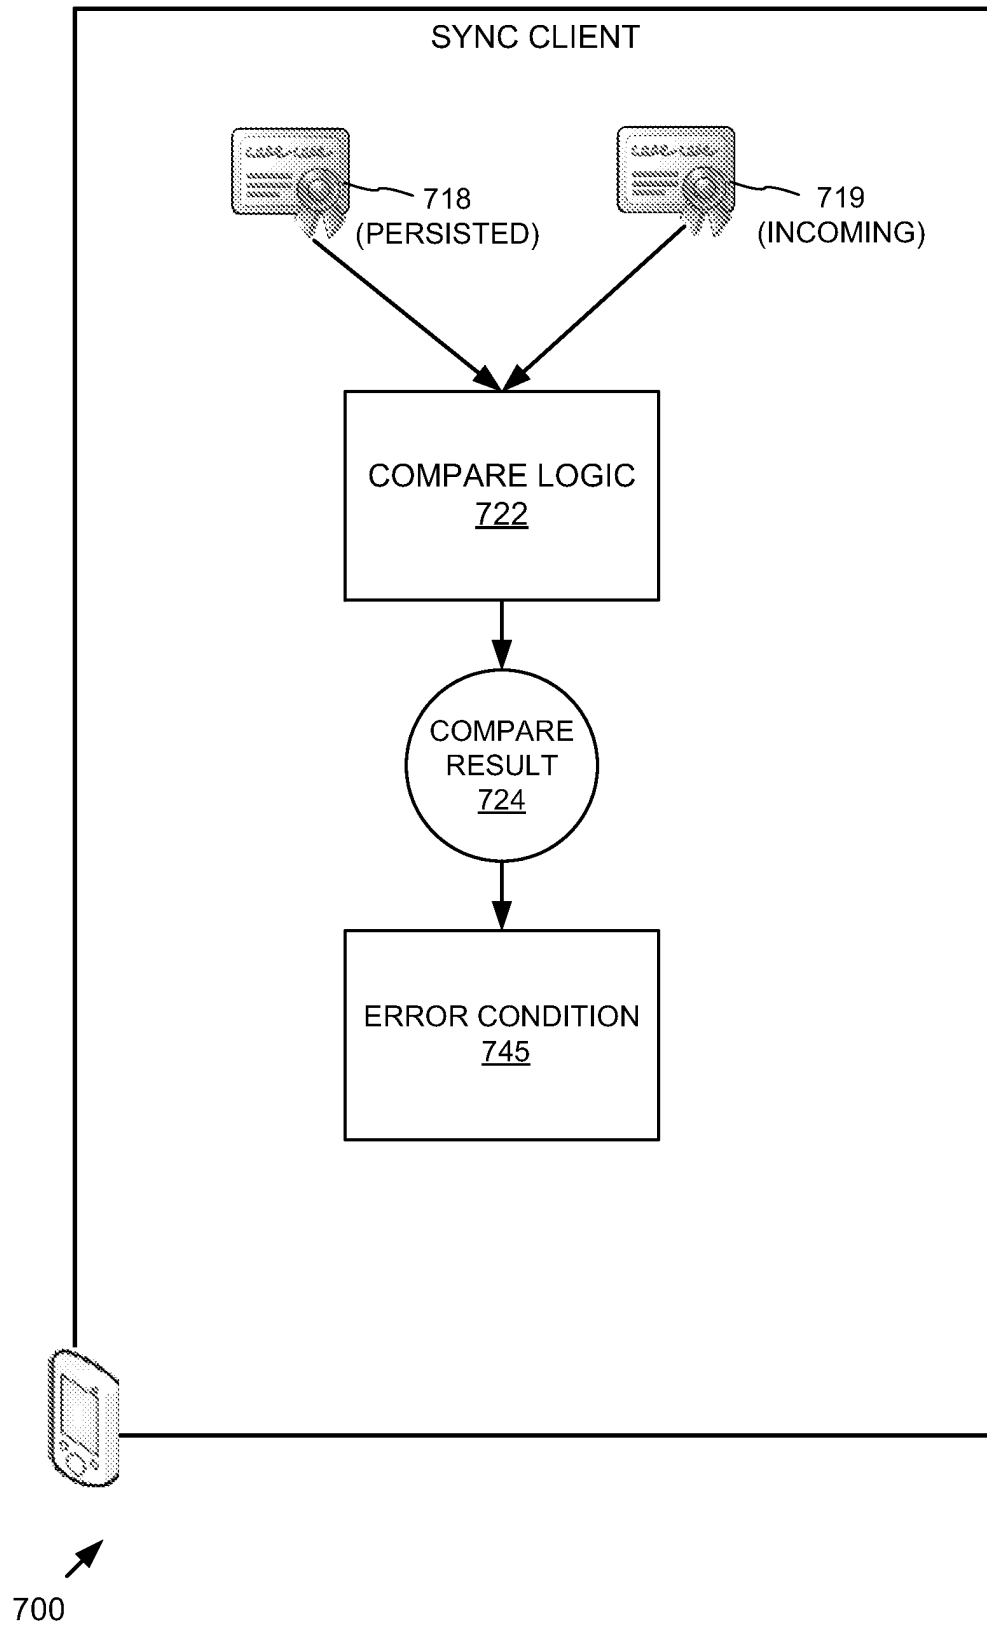 SYNC CLIENT
718
(PERSISTED)
719
(INCOMING)
COMPARE LOGIC
722
COMPARE
RESULT
724
ERROR CONDITION
745
700